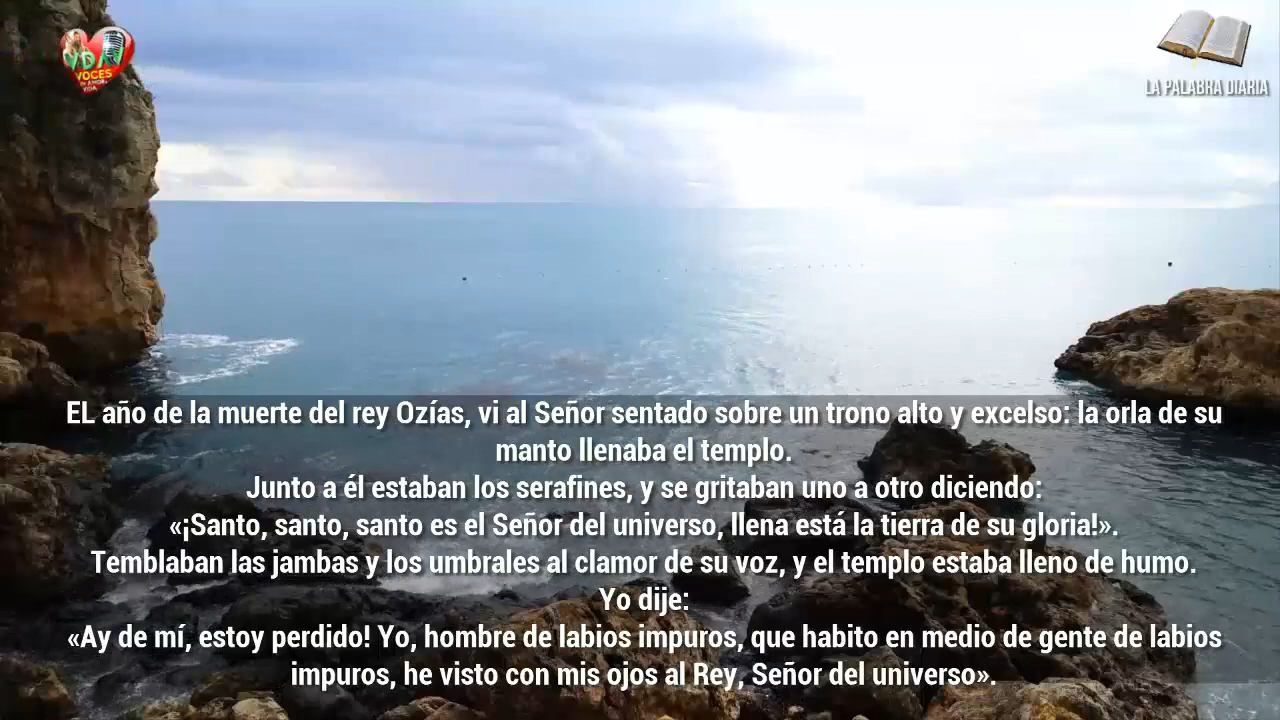 VDAV
VOCES
EN AMOR
VIDA
LA PALABRA DIARIA
EL año de la muerte del rey Ozías, vi al Señor sentado sobre un trono alto y excelso: la orla de su
manto llenaba el templo.
Junto a él estaban los serafines, y se gritaban uno a otro diciendo:
«¡Santo, santo, santo es el Señor del universo, llena está la tierra de su gloria!».
Temblaban las jambas y los umbrales al clamor de su voz, y el templo estaba lleno de humo.
Yo dije:
«Ay de mí, estoy perdido! Yo, hombre de labios impuros, que habito en medio de gente de labios
impuros, he visto con mis ojos al Rey, Señor del universo».